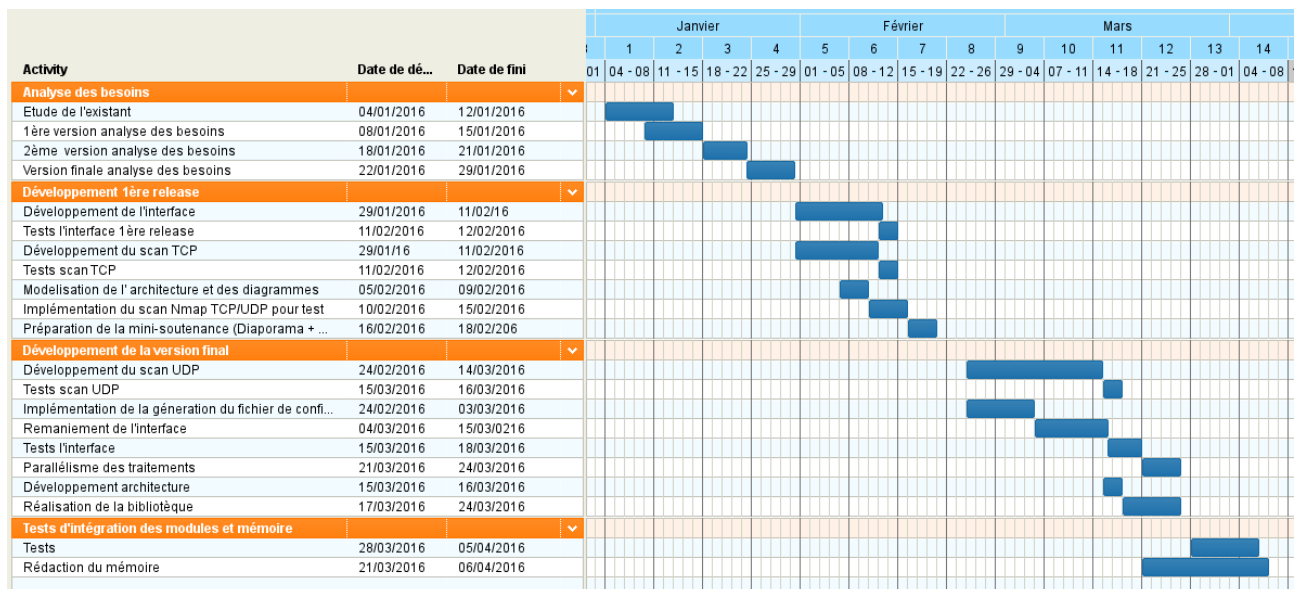 Janvier Février Mars
1 2 3 4 5 6 7 8 9 10 11 12 13 14
Activity Date de dé... Date de fini 01 04 - 08 11 - 15 18 - 22 25 - 29 01 - 05 08 - 12 15 - 19 22 - 26 29 - 04 07 - 11 14 - 18 21 - 25 28 - 01 04 - 08
Analyse des besoins
Etude de l'existant 04/01/2016 12/01/2016
1ère version analyse des besoins 08/01/2016 15/01/2016
2ème version analyse des besoins 18/01/2016 21/01/2016
Version finale analyse des besoins 22/01/2016 29/01/2016
Développement 1ère release
Développement de l'interface 29/01/2016 11/02/16
Tests l'interface 1ère release 11/02/2016 12/02/2016
Développement du scan TCP 29/01/16 11/02/2016
Tests scan TCP 11/02/2016 12/02/2016
Modelisation de l' architecture et des diagrammes 05/02/2016 09/02/2016
Implémentation du scan Nmap TCP/UDP pour test 10/02/2016 15/02/2016
Préparation de la mini-soutenance (Diaporama + ... 16/02/2016 18/02/206
Développement de la version final
Développement du scan UDP 24/02/2016 14/03/2016
Tests scan UDP 15/03/2016 16/03/2016
Implémentation de la géneration du fichier de confi... 24/02/2016 03/03/2016
Remaniement de l'interface 04/03/2016 15/03/0216
Tests l'interface 15/03/2016 18/03/2016
Parallélisme des traitements 21/03/2016 24/03/2016
Développement architecture 15/03/2016 16/03/2016
Réalisation de la bibliotèque 17/03/2016 24/03/2016
Tests d'intégration des modules et mémoire
Tests 28/03/2016 05/04/2016
Rédaction du mémoire 21/03/2016 06/04/2016